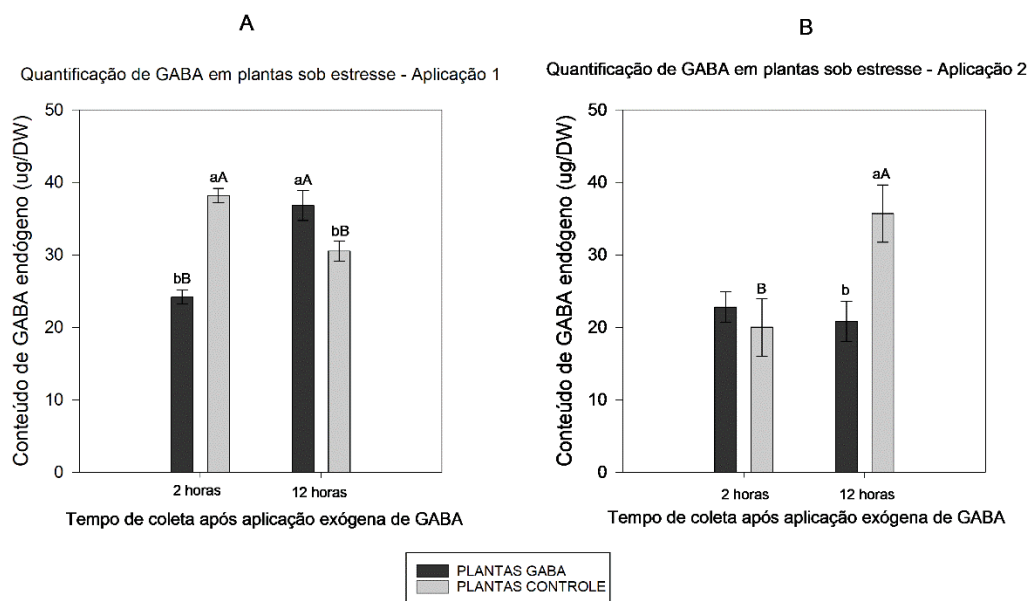 A
Quantificação de GABA em plantas sob estresse - Aplicação 1
Conteúdo de GABA endógeno (ug/DW)
50
40
30
20
10
0
bB
aA
aA
bB
2 horas
12 horas
Tempo de coleta após aplicação exógena de GABA
B
Quantificação de GABA em plantas sob estresse - Aplicação 2
Conteúdo de GABA endógeno (ug/DW)
50
40
30
20
10
0
B
b
aA
2 horas
12 horas
Tempo de coleta após aplicação exógena de GABA
PLANTAS GABA
PLANTAS CONTROLE